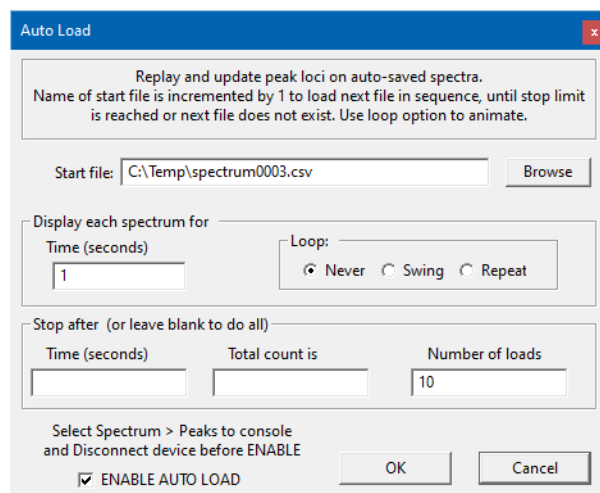 Auto Load
x
Replay and update peak loci on auto-saved spectra.
Name of start file is incremented by 1 to load next file in sequence, until stop limit
is reached or next file does not exist. Use loop option to animate.
Start file: C:\Temp\spectrum0003.csv Browse
Display each spectrum for
Time (seconds)
1
Loop:
Never Swing Repeat
Stop after (or leave blank to do all)
Time (seconds) Total count is Number of loads
10
Select Spectrum > Peaks to console
and Disconnect device before ENABLE
ENABLE AUTO LOAD
OK Cancel